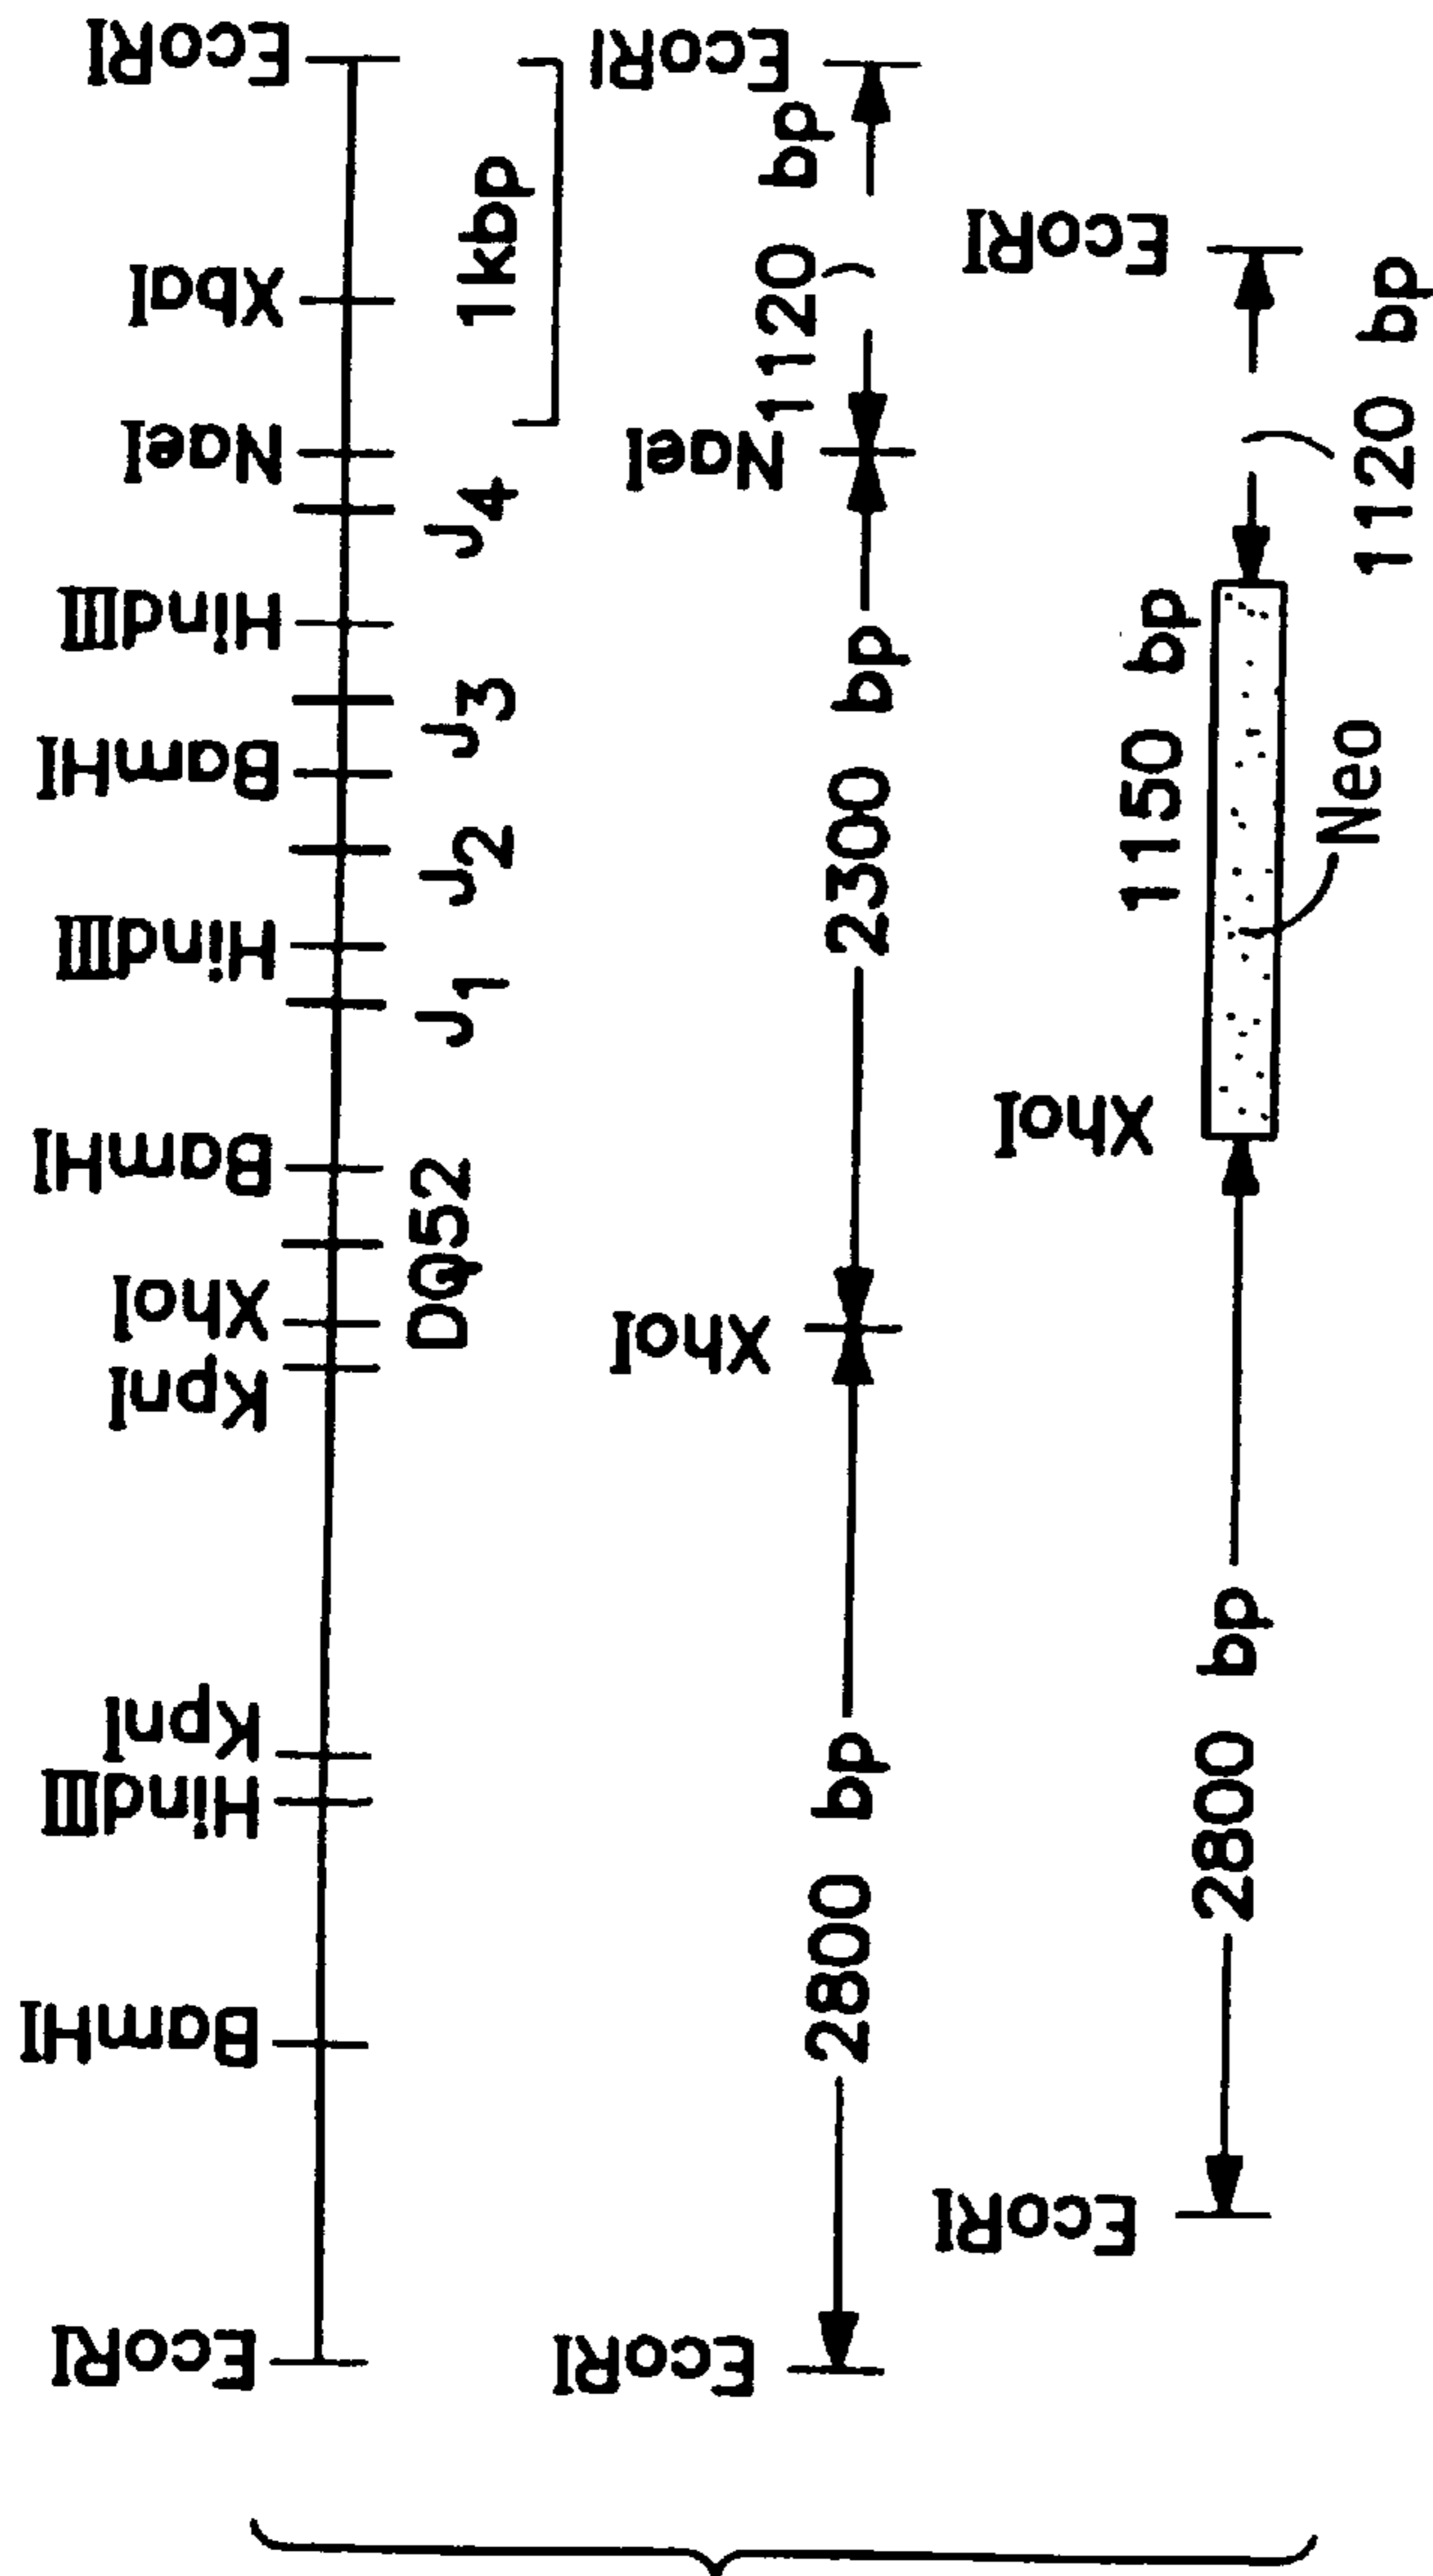 EcoRI
BamHI
HindIII
KpnI
KpnI
XhoI
DQ52
BamHI
J1
HindIII
J2
BamHI
J3
HindIII
J4
NaeI
XbaI
EcoRI
1kbp
EcoRI
2800 bp
XhoI
2300 bp
NaeI
1120 bp
EcoRI
EcoRI
2800 bp
XhoI
1150 bp
Neo
1120 bp
EcoRI